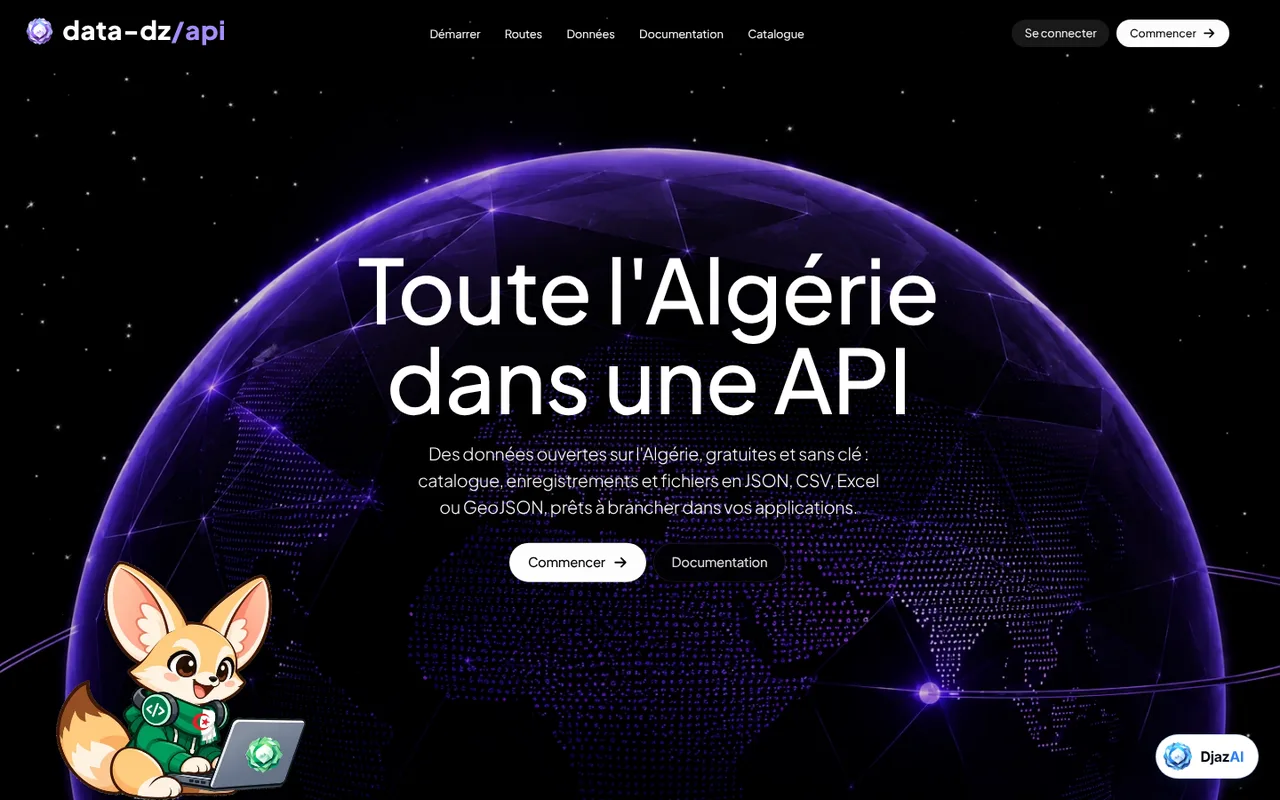 data-dz/api
Démarrer
Routes
Données
Documentation
Catalogue
Se connecter
Commencer →
Toute l'Algérie
dans une API
Des données ouvertes sur l'Algérie, gratuites et sans clé :
catalogue, enregistrements et fichiers en JSON, CSV, Excel
ou GeoJSON, prêts à brancher dans vos applications.
Commencer →
Documentation
</>
DjazAI